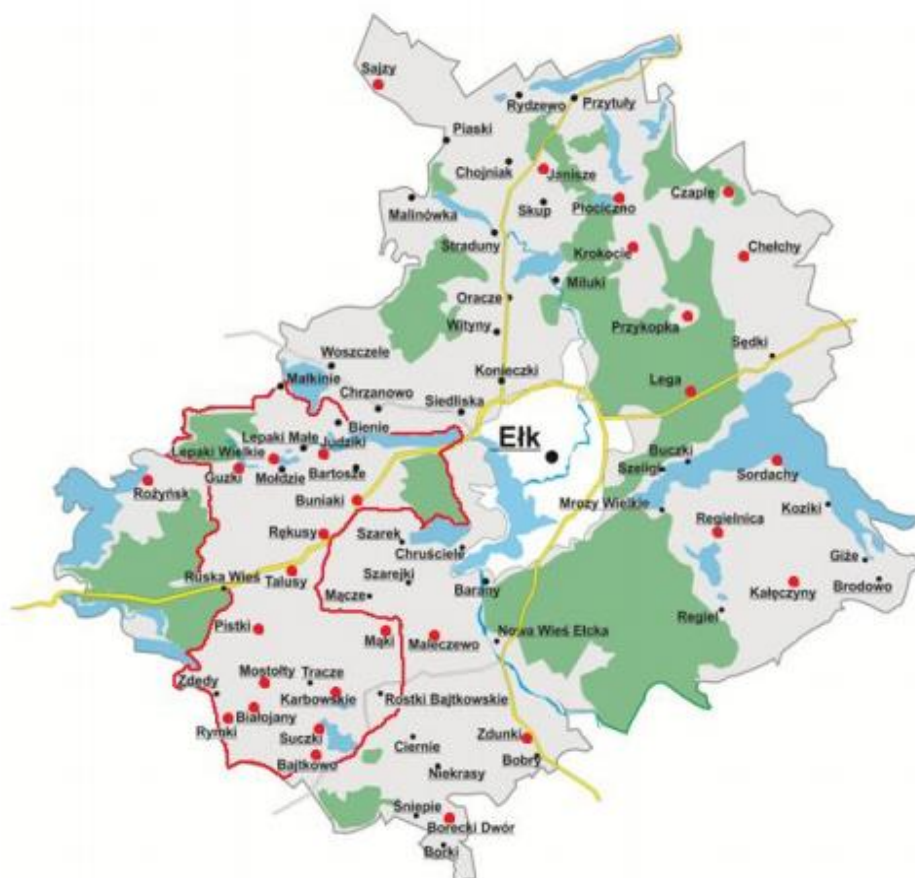 Sajzy
Rydzewo
Przytuły
Piaski
Chojniak
Janisze
Malinówka
Skup
Płociczno
Czaple
Straduny
Krokocie
Chełchy
Miluki
Oracze
Przykopka
Wityny
Sędki
Woszczele
Konieczki
Małkinie
Chrzanowo
Siedliska
Lega
Bienie
Ełk
Lepaki Małe
Judziki
Lepaki Wielkie
Buczki
Guzki
Mołdzie
Bartosze
Szeligi
Sordachy
Rożyńsk
Buniaki
Mrozy Wielkie
Koziki
Regielnica
Rękusy
Szarek
Chruściele
Giże
Ruska Wieś
Talusy
Szarejki
Barany
Kałęczyny
Brodowo
Mącze
Regiel
Pistki
Mąki
Maleczewo
Nowa Wieś Ełcka
Mostołty
Tracze
Zdedy
Karbowskie
Rostki Bajtkowskie
Białojany
Rymki
Suczki
Ciernie
Zdunki
Bajtkowo
Bobry
Niekrasy
Śniepie
Borecki Dwór
Borki